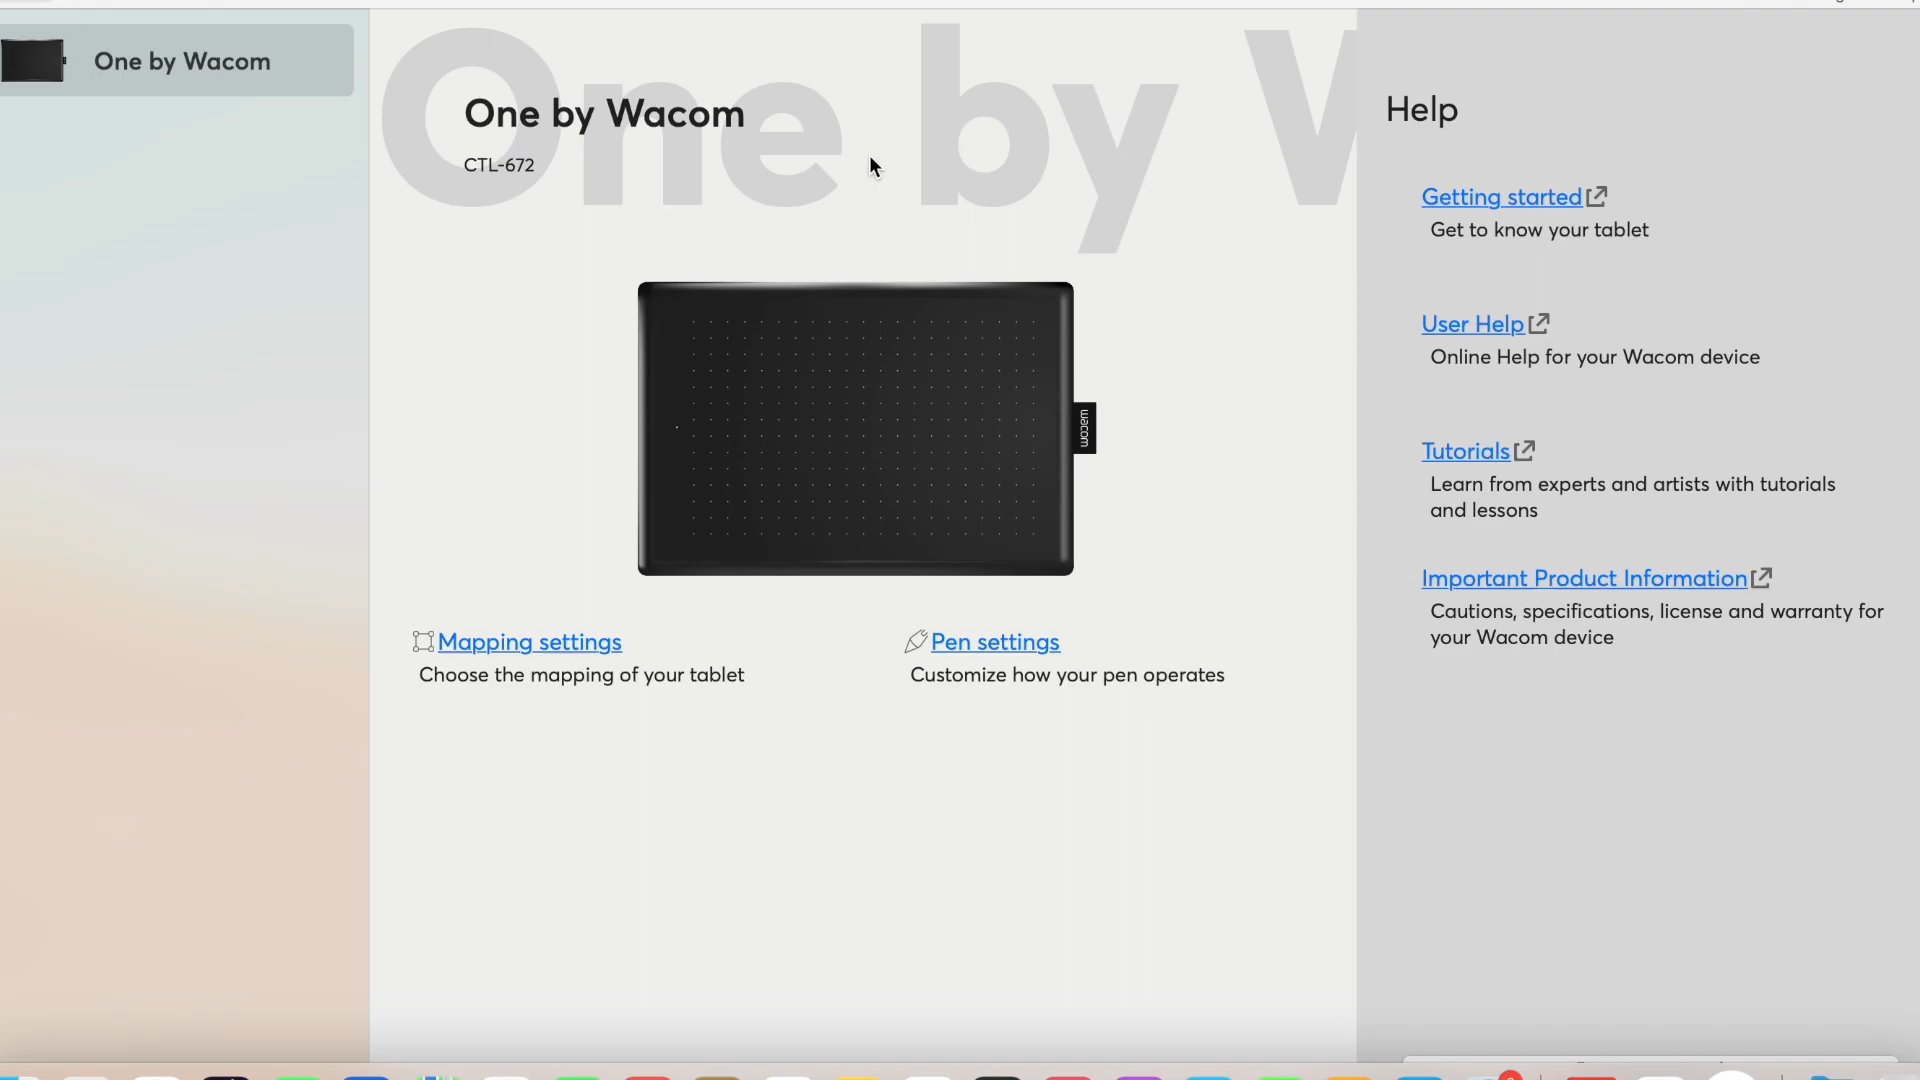 One by Wacom
One by W
One by Wacom
CTL-672
wacom
Mapping settings
Choose the mapping of your tablet
Pen settings
Customize how your pen operates
Help
Getting started
Get to know your tablet
User Help
Online Help for your Wacom device
Tutorials
Learn from experts and artists with tutorials
and lessons
Important Product Information
Cautions, specifications, license and warranty for
your Wacom device